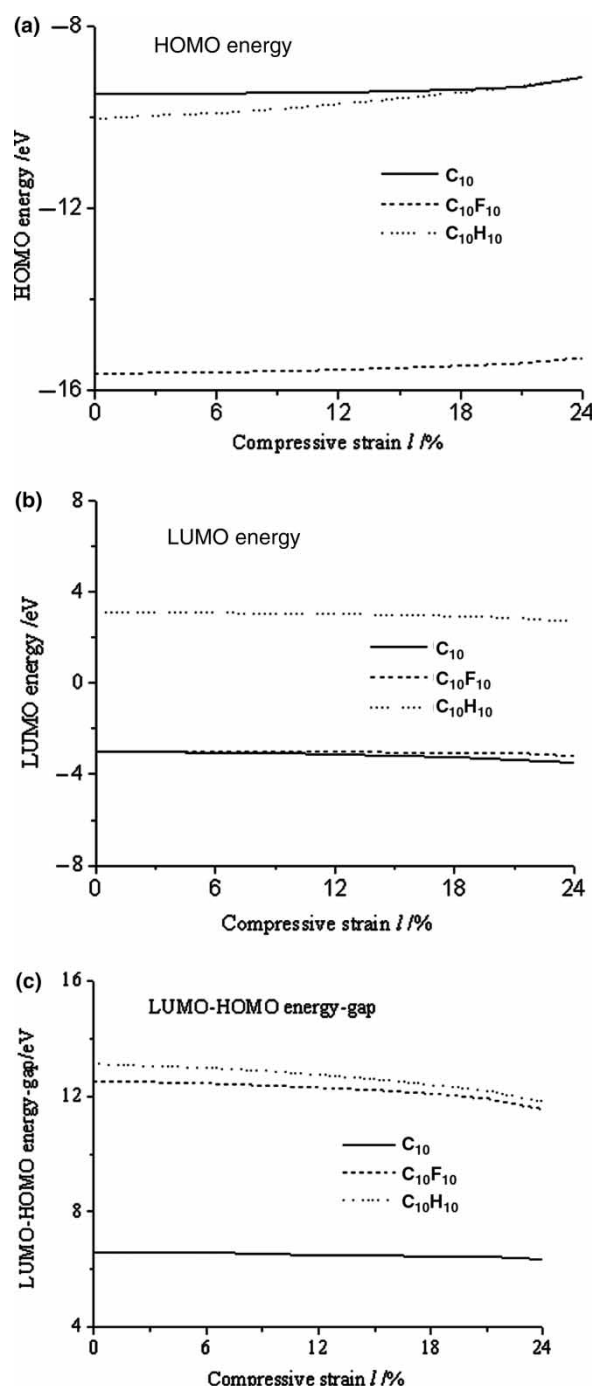 (a)
−8
HOMO energy
C₁₀
C₁₀F₁₀
C₁₀H₁₀
−12
−16
HOMO energy /eV
0 6 12 18 24
Compressive strain l /%
(b)
8
LUMO energy
4
0
−4
−8
C₁₀
C₁₀F₁₀
C₁₀H₁₀
LUMO energy /eV
0 6 12 18 24
Compressive strain l /%
(c)
16
LUMO-HOMO energy-gap
12
8
4
C₁₀
C₁₀F₁₀
C₁₀H₁₀
LUMO-HOMO energy-gap/eV
0 6 12 18 24
Compressive strain l /%